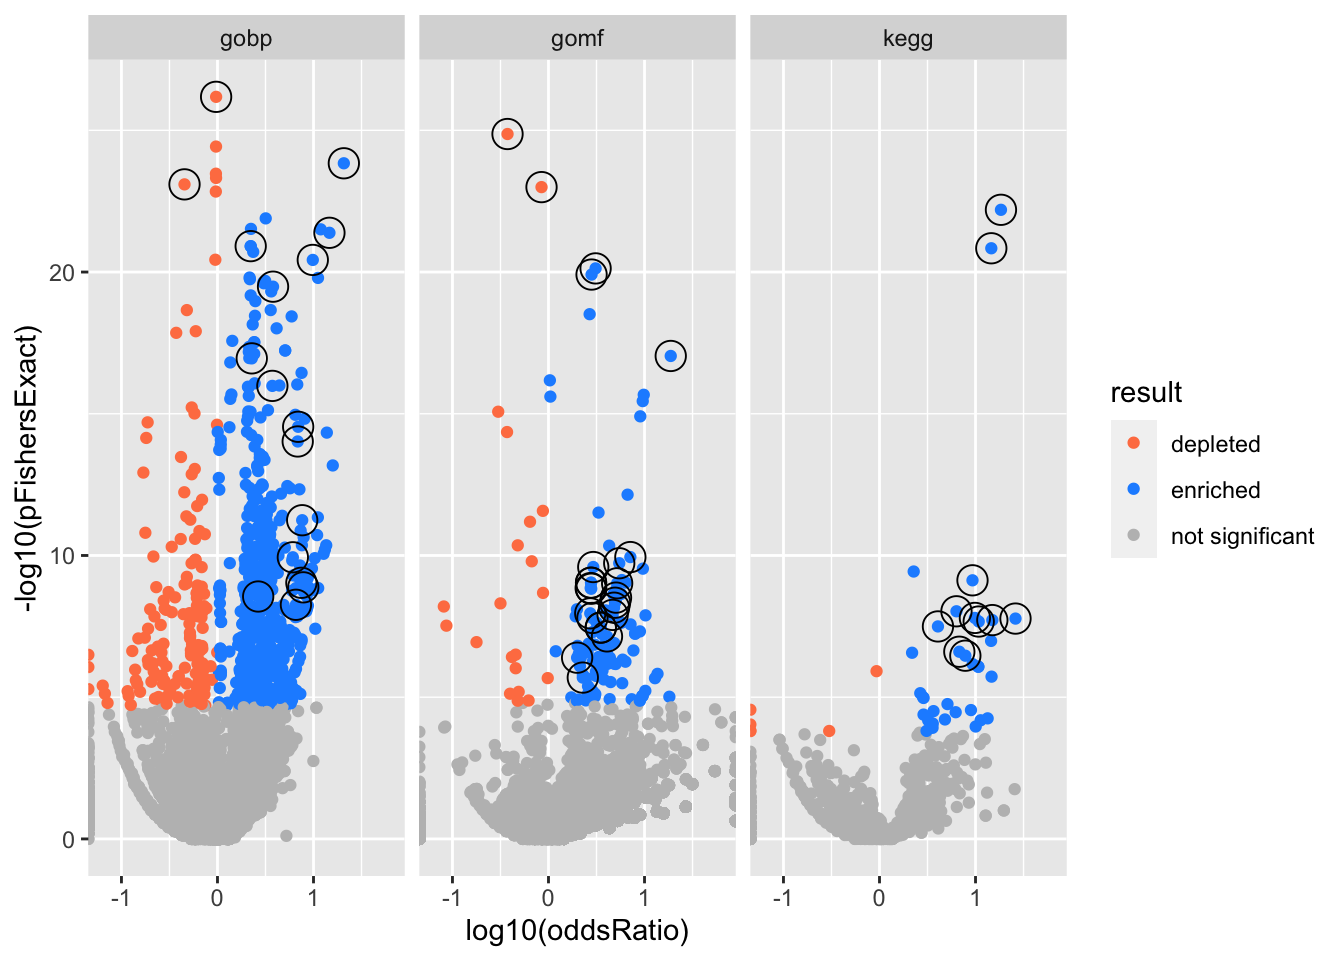 gobp gomf kegg
-log10(pFishersExact)
20
10
0
-1 0 1 -1 0 1 -1 0 1
log10(oddsRatio)
result
depleted
enriched
not significant